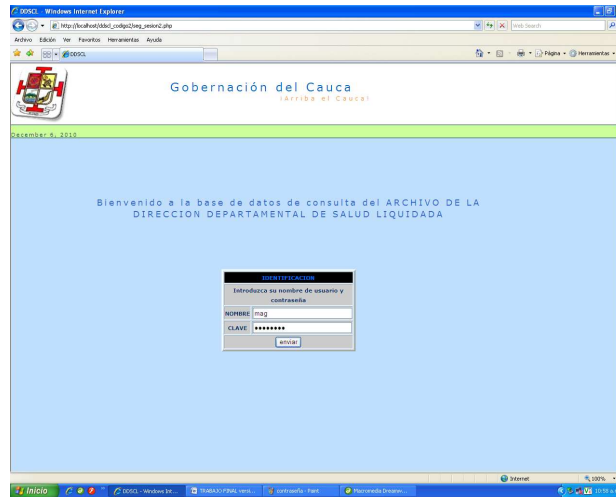 DDSCL - Windows Internet Explorer
http://localhost/ddscl_codigo2/seg_sesion2.php
Web Search
Archivo Edición Ver Favoritos Herramientas Ayuda
DDSCL
Página Herramientas
Gobernación del Cauca
¡Arriba el Cauca!
December 6, 2010
Bienvenido a la base de datos de consulta del ARCHIVO DE LA
DIRECCION DEPARTAMENTAL DE SALUD LIQUIDADA
IDENTIFICACION
Introduzca su nombre de usuario y
contraseña
NOMBRE mag
CLAVE ••••••••
enviar
Internet 100%
Inicio DDSCL - Windows Int... TRABAJO FINAL versi... contraseña - Paint Macromedia Dreamw...